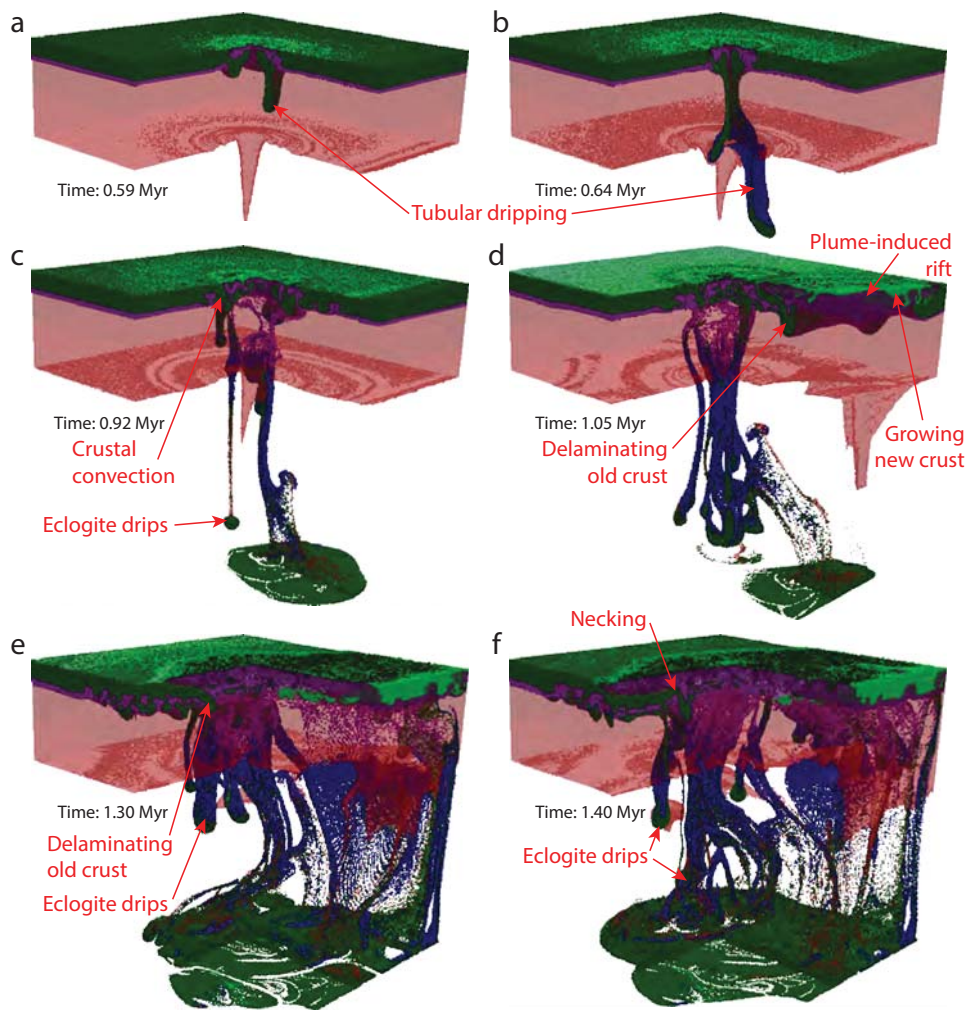 a
b
Time: 0.59 Myr
Time: 0.64 Myr
Tubular dripping
c
d
Plume-induced
rift
Time: 0.92 Myr
Time: 1.05 Myr
Crustal
convection
Delaminating
old crust
Growing
new crust
Eclogite drips
Necking
e
f
Time: 1.30 Myr
Time: 1.40 Myr
Delaminating
old crust
Eclogite drips
Eclogite drips